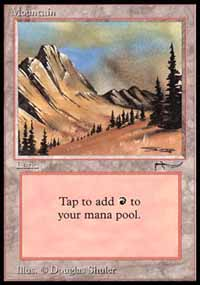 Mountain
Land
Tap to add to
your mana pool.
Illus. © Douglas Shuler